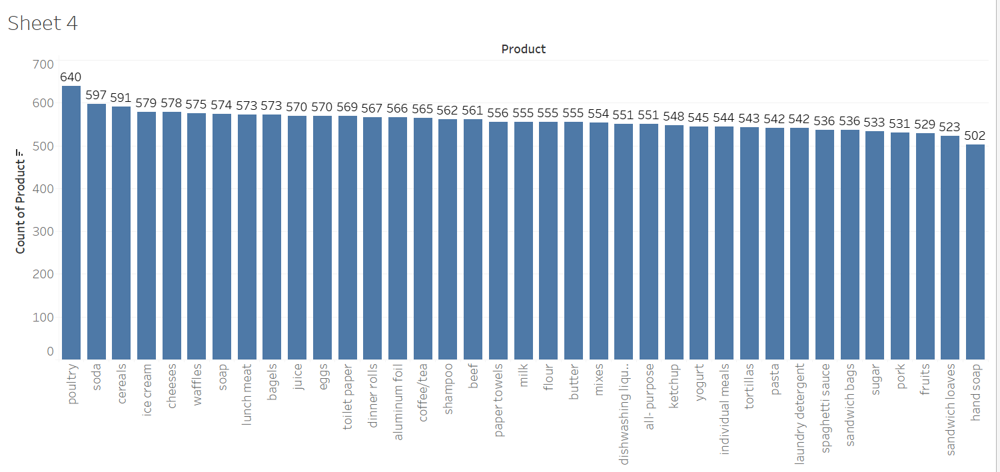 Sheet 4
Product
Count of Product
700
600
500
400
300
200
100
0
640
597
591
579
578
575
574
573
573
570
570
569
567
566
565
562
561
556
555
555
555
554
551
551
548
545
544
543
542
542
536
536
533
531
529
523
502
poultry
soda
cereals
ice cream
cheeses
waffles
soap
lunch meat
bagels
juice
eggs
toilet paper
dinner rolls
aluminum foil
coffee/tea
shampoo
beef
paper towels
milk
flour
butter
mixes
dishwashing liqu..
all- purpose
ketchup
yogurt
individual meals
tortillas
pasta
laundry detergent
spaghetti sauce
sandwich bags
sugar
pork
fruits
sandwich loaves
hand soap